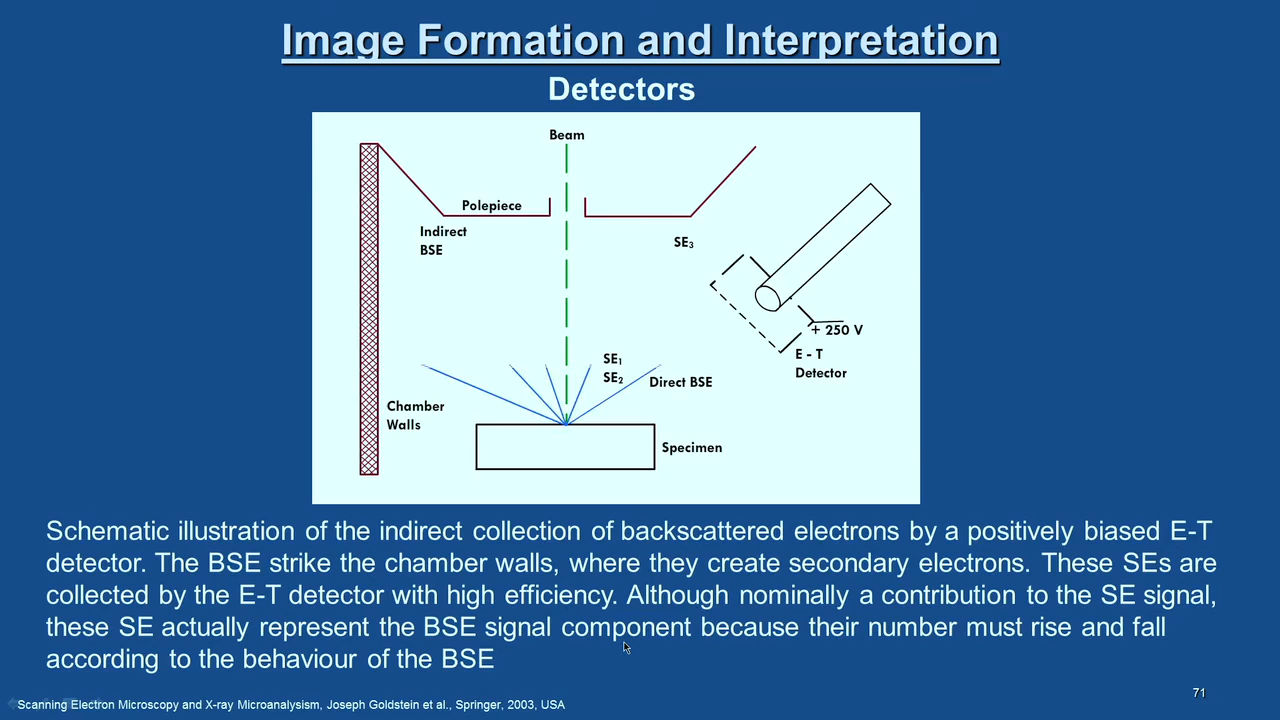 Image Formation and Interpretation
Detectors
Beam
Polepiece
Indirect
BSE
SE₃
+ 250 V
E - T
Detector
SE₁
SE₂
Direct BSE
Chamber
Walls
Specimen
Schematic illustration of the indirect collection of backscattered electrons by a positively biased E-T
detector. The BSE strike the chamber walls, where they create secondary electrons. These SEs are
collected by the E-T detector with high efficiency. Although nominally a contribution to the SE signal,
these SE actually represent the BSE signal component because their number must rise and fall
according to the behaviour of the BSE
71
Scanning Electron Microscopy and X-ray Microanalysism, Joseph Goldstein et al., Springer, 2003, USA